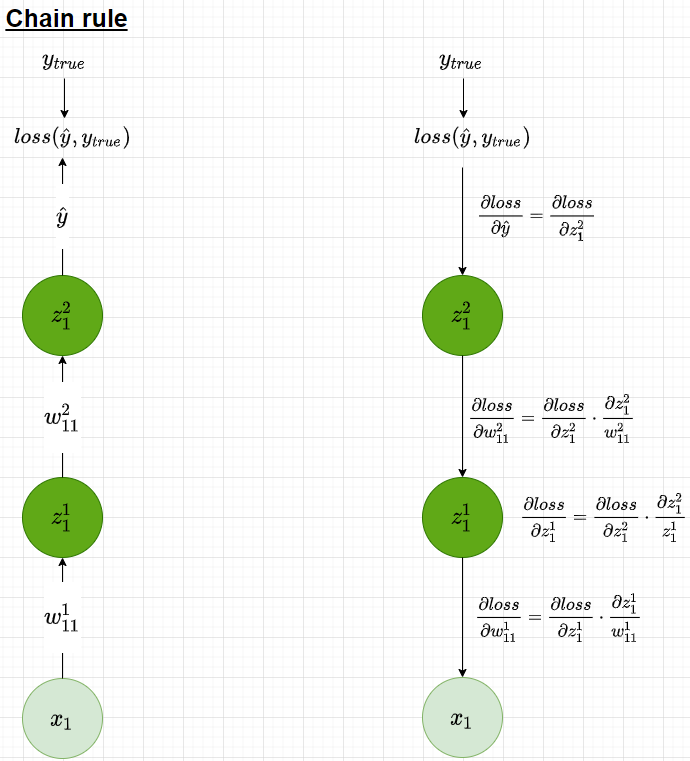 Chain rule
$y_{true}$
$loss(\hat{y}, y_{true})$
$\hat{y}$
$z_1^2$
$w_{11}^2$
$z_1^1$
$w_{11}^1$
$x_1$
$y_{true}$
$loss(\hat{y}, y_{true})$
$\frac{\partial loss}{\partial \hat{y}} = \frac{\partial loss}{\partial z_1^2}$
$z_1^2$
$\frac{\partial loss}{\partial w_{11}^2} = \frac{\partial loss}{\partial z_1^2} \cdot \frac{\partial z_1^2}{w_{11}^2}$
$z_1^1$
$\frac{\partial loss}{\partial z_1^1} = \frac{\partial loss}{\partial z_1^2} \cdot \frac{\partial z_1^2}{z_1^1}$
$\frac{\partial loss}{\partial w_{11}^1} = \frac{\partial loss}{\partial z_1^1} \cdot \frac{\partial z_1^1}{w_{11}^1}$
$x_1$